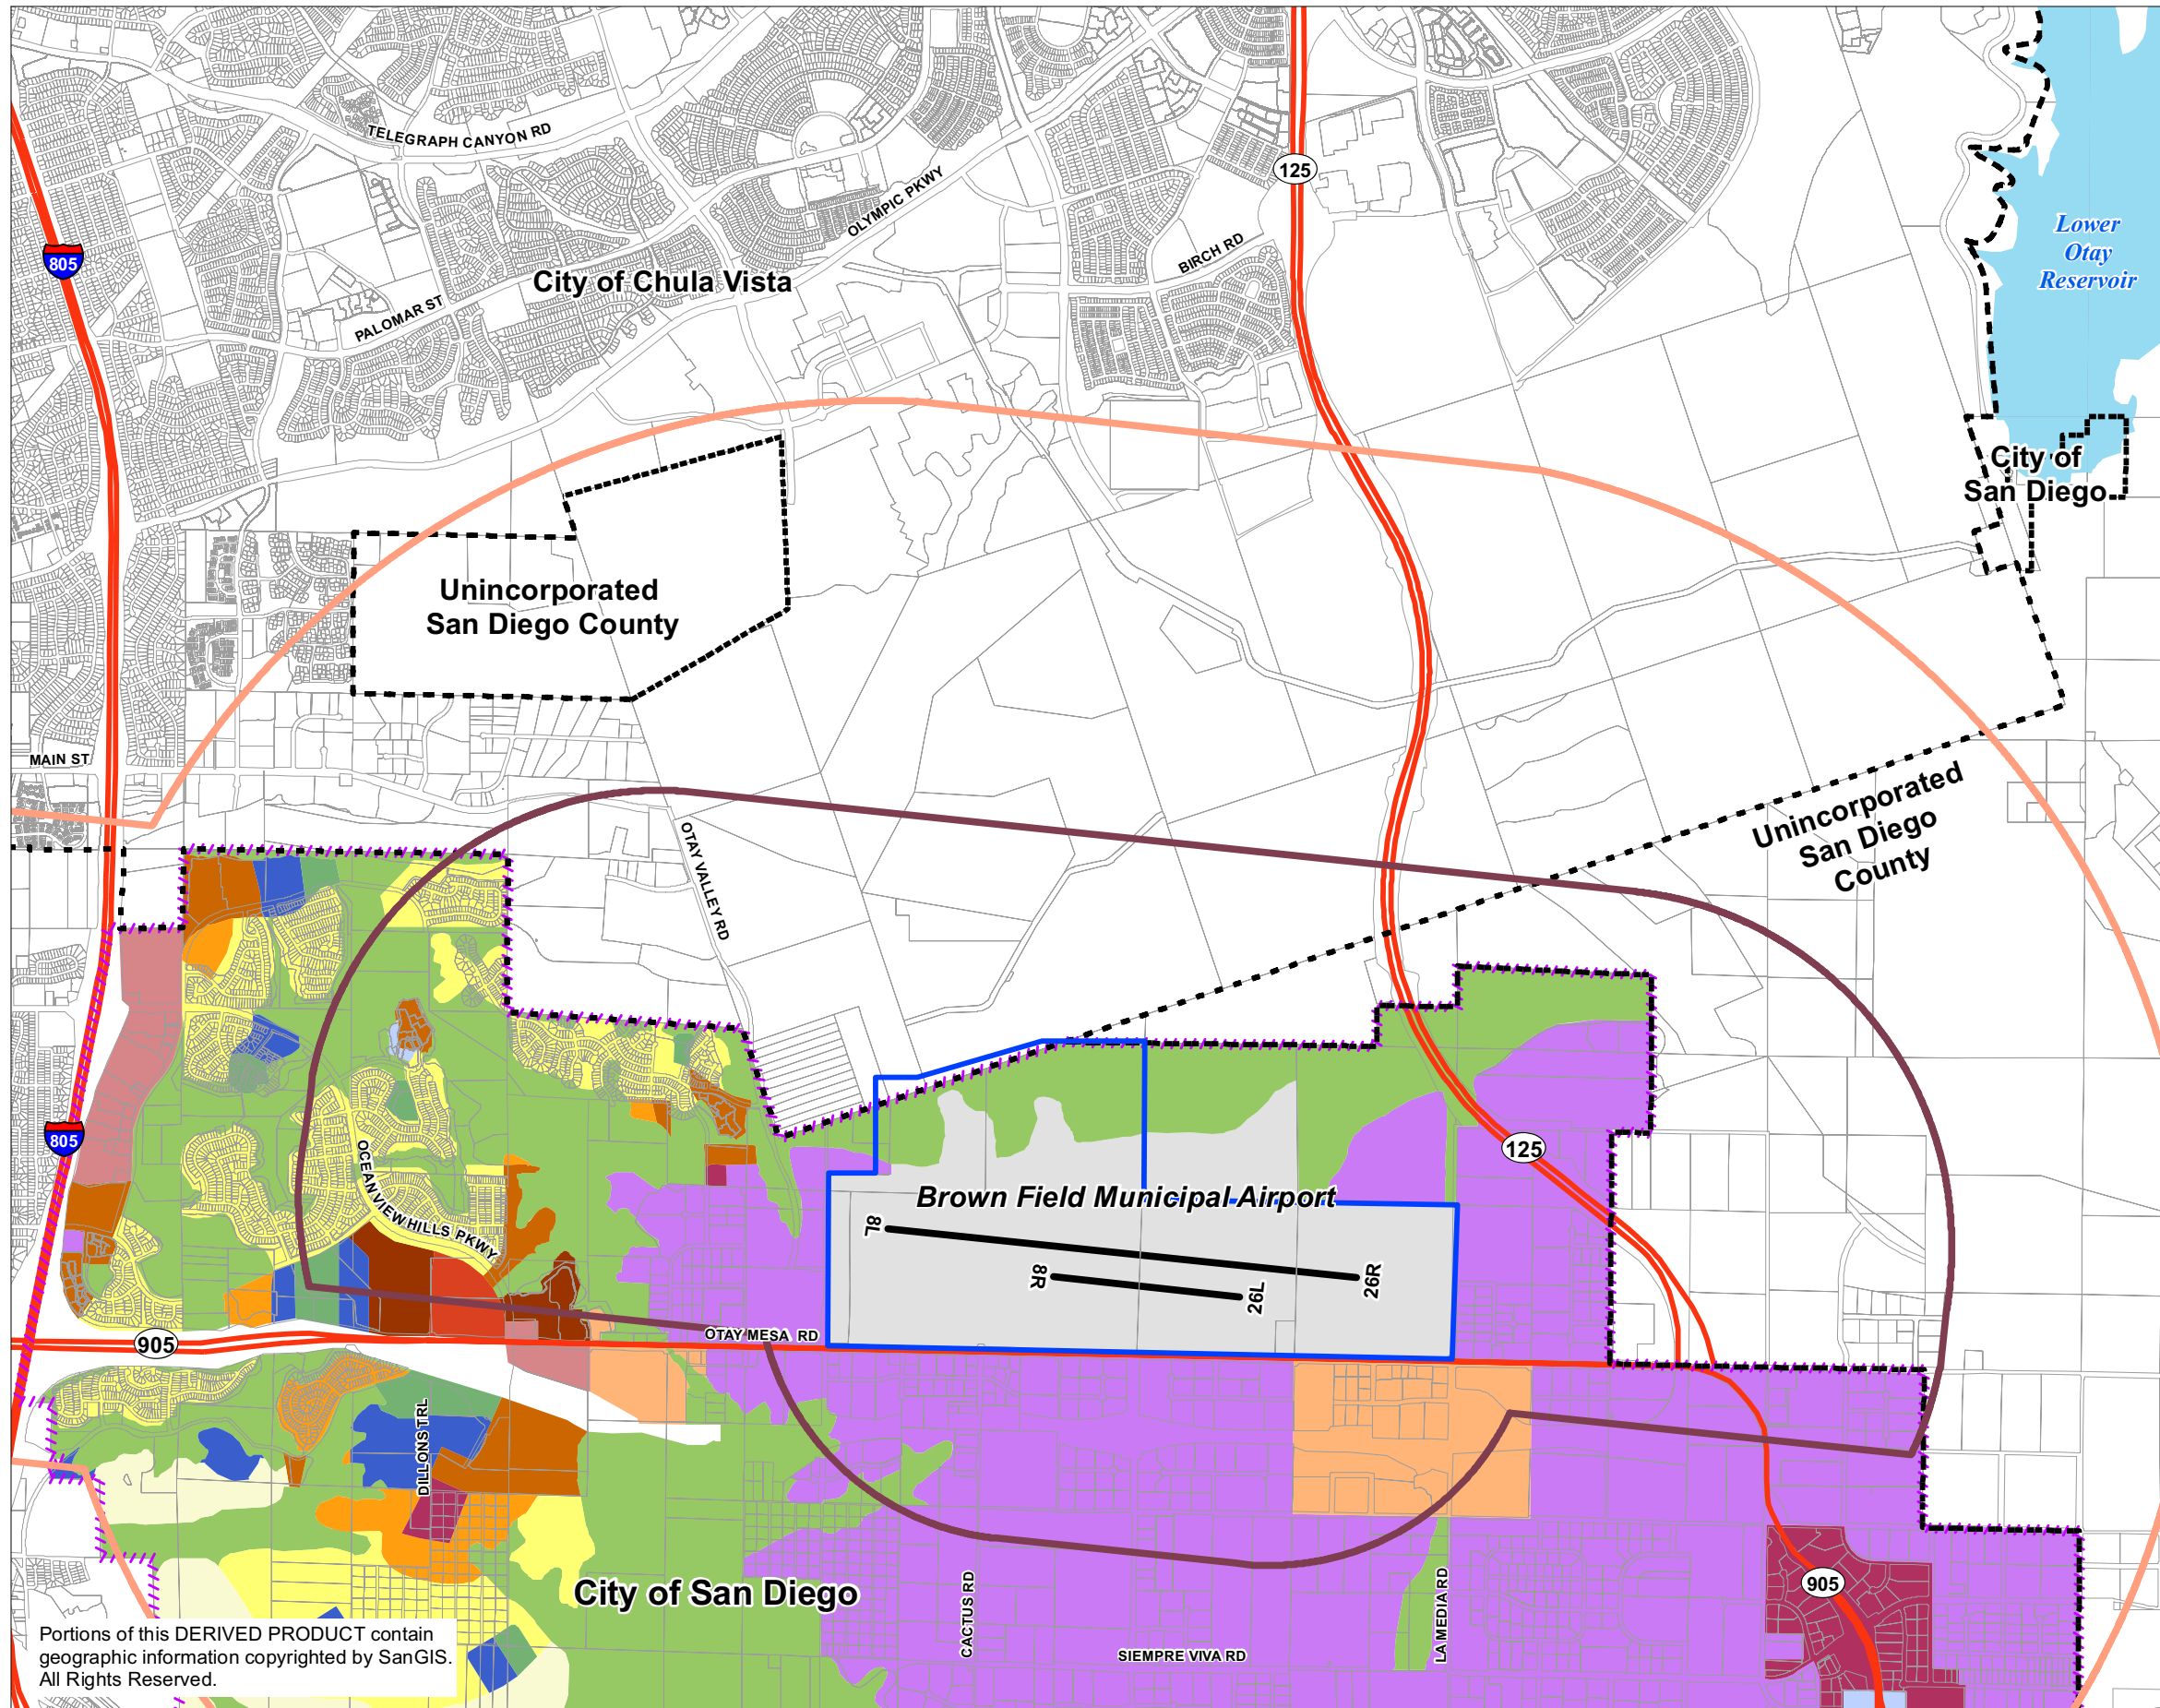 TELEGRAPH CANYON RD
125
OLYMPIC PKWY
Lower
Otay
Reservoir
805
BIRCH RD
City of Chula Vista
PALOMAR ST
City of
San Diego
Unincorporated
San Diego County
MAIN ST
Unincorporated
San Diego
County
OTAY VALLEY RD
805
125
OCEAN VIEW HILLS PKWY
Brown Field Municipal Airport
8L
8R
26L
26R
OTAY MESA RD
905
DILLONS TRL
City of San Diego
CACTUS RD
LA MEDIA RD
905
SIEMPRE VIVA RD
Portions of this DERIVED PRODUCT contain
geographic information copyrighted by SanGIS.
All Rights Reserved.